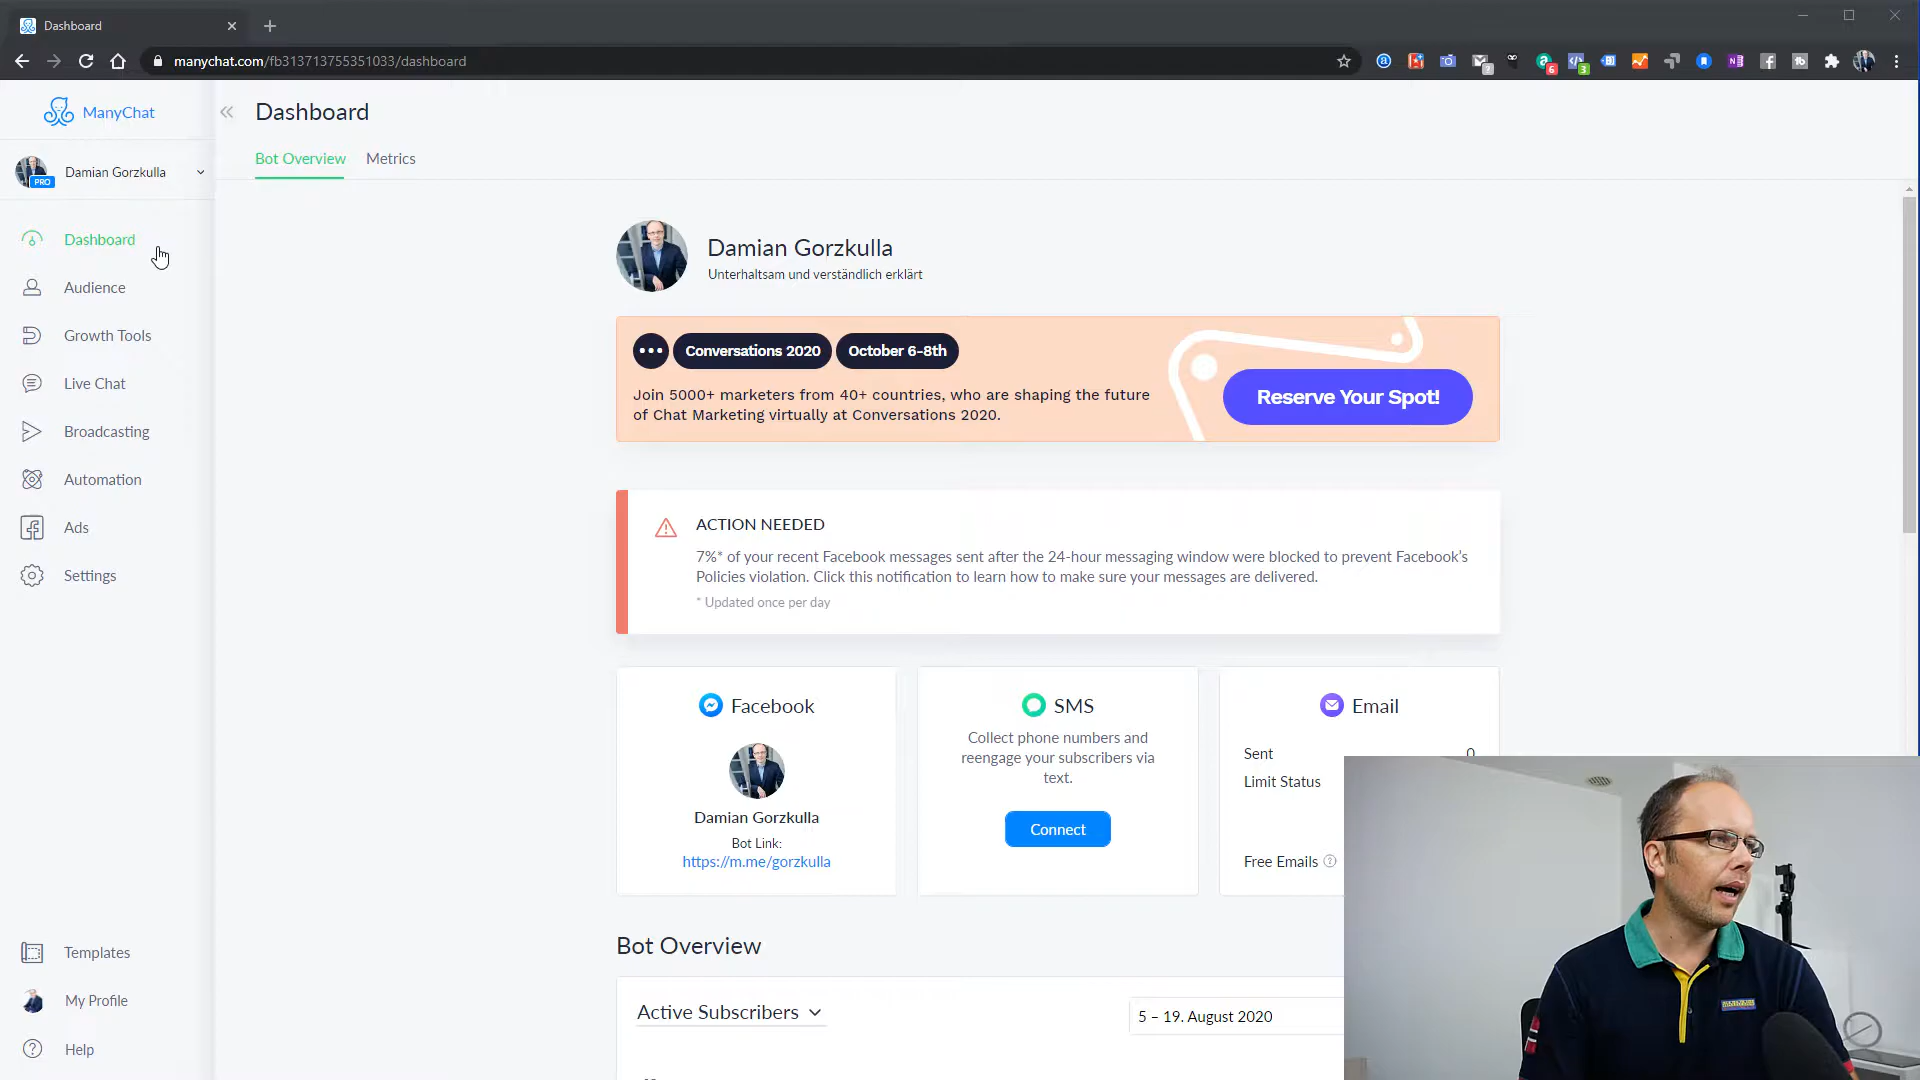 Dashboard
manychat.com/fb313713755351033/dashboard
ManyChat
Dashboard
Bot Overview
Metrics
PRO
Damian Gorzkulla
Dashboard
Audience
Growth Tools
Live Chat
Broadcasting
Automation
Ads
Settings
Templates
My Profile
Help
Damian Gorzkulla
Unterhaltsam und verständlich erklärt
Conversations 2020
October 6-8th
Join 5000+ marketers from 40+ countries, who are shaping the future
of Chat Marketing virtually at Conversations 2020.
Reserve Your Spot!
ACTION NEEDED
7%* of your recent Facebook messages sent after the 24-hour messaging window were blocked to prevent Facebook's
Policies violation. Click this notification to learn how to make sure your messages are delivered.
* Updated once per day
Facebook
Damian Gorzkulla
Bot Link:
https://m.me/gorzkulla
SMS
Collect phone numbers and
reengage your subscribers via
text.
Connect
Email
Sent 0
Limit Status
Free Emails
Bot Overview
Active Subscribers
5 – 19. August 2020